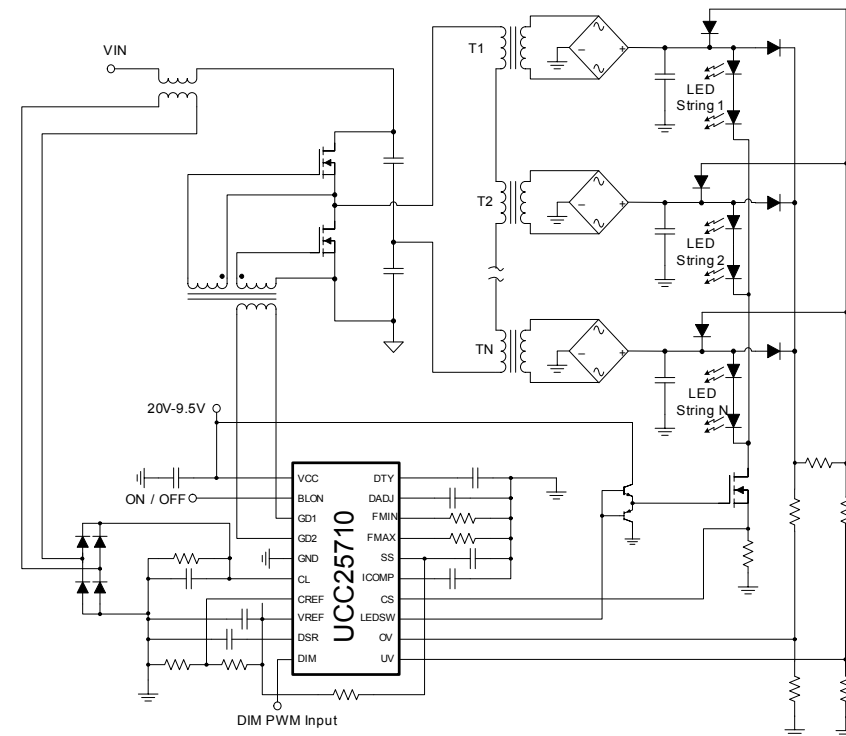 VIN
T1
LED
String 1
T2
LED
String 2
TN
LED
String N
20V-9.5V
ON / OFF
UCC25710
VCC
BLON
GD1
GD2
GND
CL
CREF
VREF
DSR
DIM
DTY
DADJ
FMIN
FMAX
SS
ICOMP
CS
LEDSW
OV
UV
DIM PWM Input